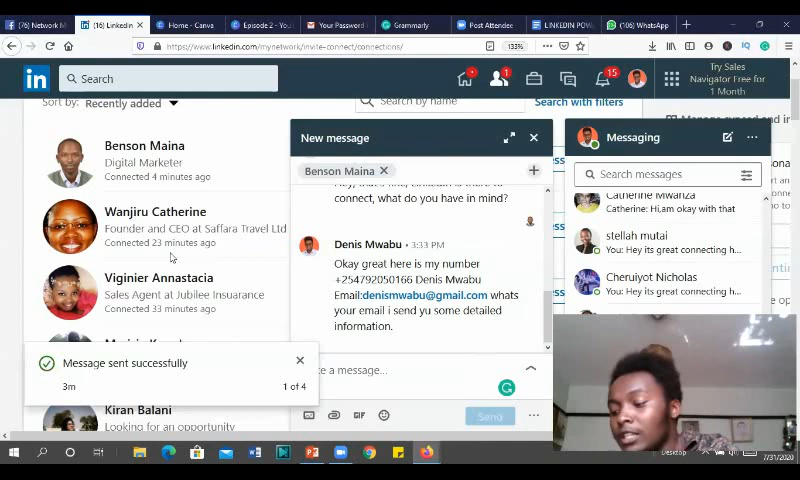 (76) Network M
(16) LinkedIn
Home - Canva
Episode 2 - You
Your Password
Grammarly
Post Attendee
LINKEDIN POW
(106) WhatsApp
https://www.linkedin.com/mynetwork/invite-connect/connections/
133%
in
Search
1
15
Try Sales
Navigator Free for
1 Month
Sort by: Recently added
Search by name
Search with filters
Benson Maina
Digital Marketer
Connected 4 minutes ago
Wanjiru Catherine
Founder and CEO at Saffara Travel Ltd
Connected 23 minutes ago
Viginier Annastacia
Sales Agent at Jubilee Insuarance
Connected 33 minutes ago
Message sent successfully
3m
1 of 4
Kiran Balani
Looking for an opportunity
New message
Benson Maina
connect, what do you have in mind?
Denis Mwabu • 3:33 PM
Okay great here is my number
+254792050166 Denis Mwabu
Email:denismwabu@gmail.com whats
your email i send yu some detailed
information.
e a message...
GIF
Send
Messaging
Search messages
Catherine Mwanza
Catherine: Hi,am okay with that
stellah mutai
You: Hey its great connecting h...
Cheruiyot Nicholas
You: Hey its great connecting h...
Desktop
7/31/2020